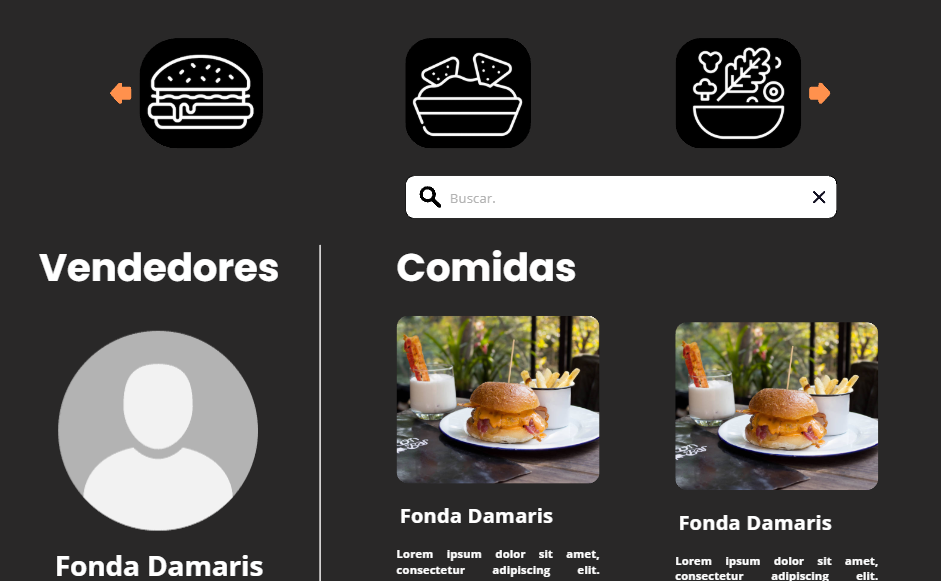 Buscar.
Vendedores
Comidas
Fonda Damaris
Fonda Damaris
Lorem ipsum dolor sit amet,
consectetur adipiscing elit.
Fonda Damaris
Lorem ipsum dolor sit amet,
consectetur adipiscing elit.